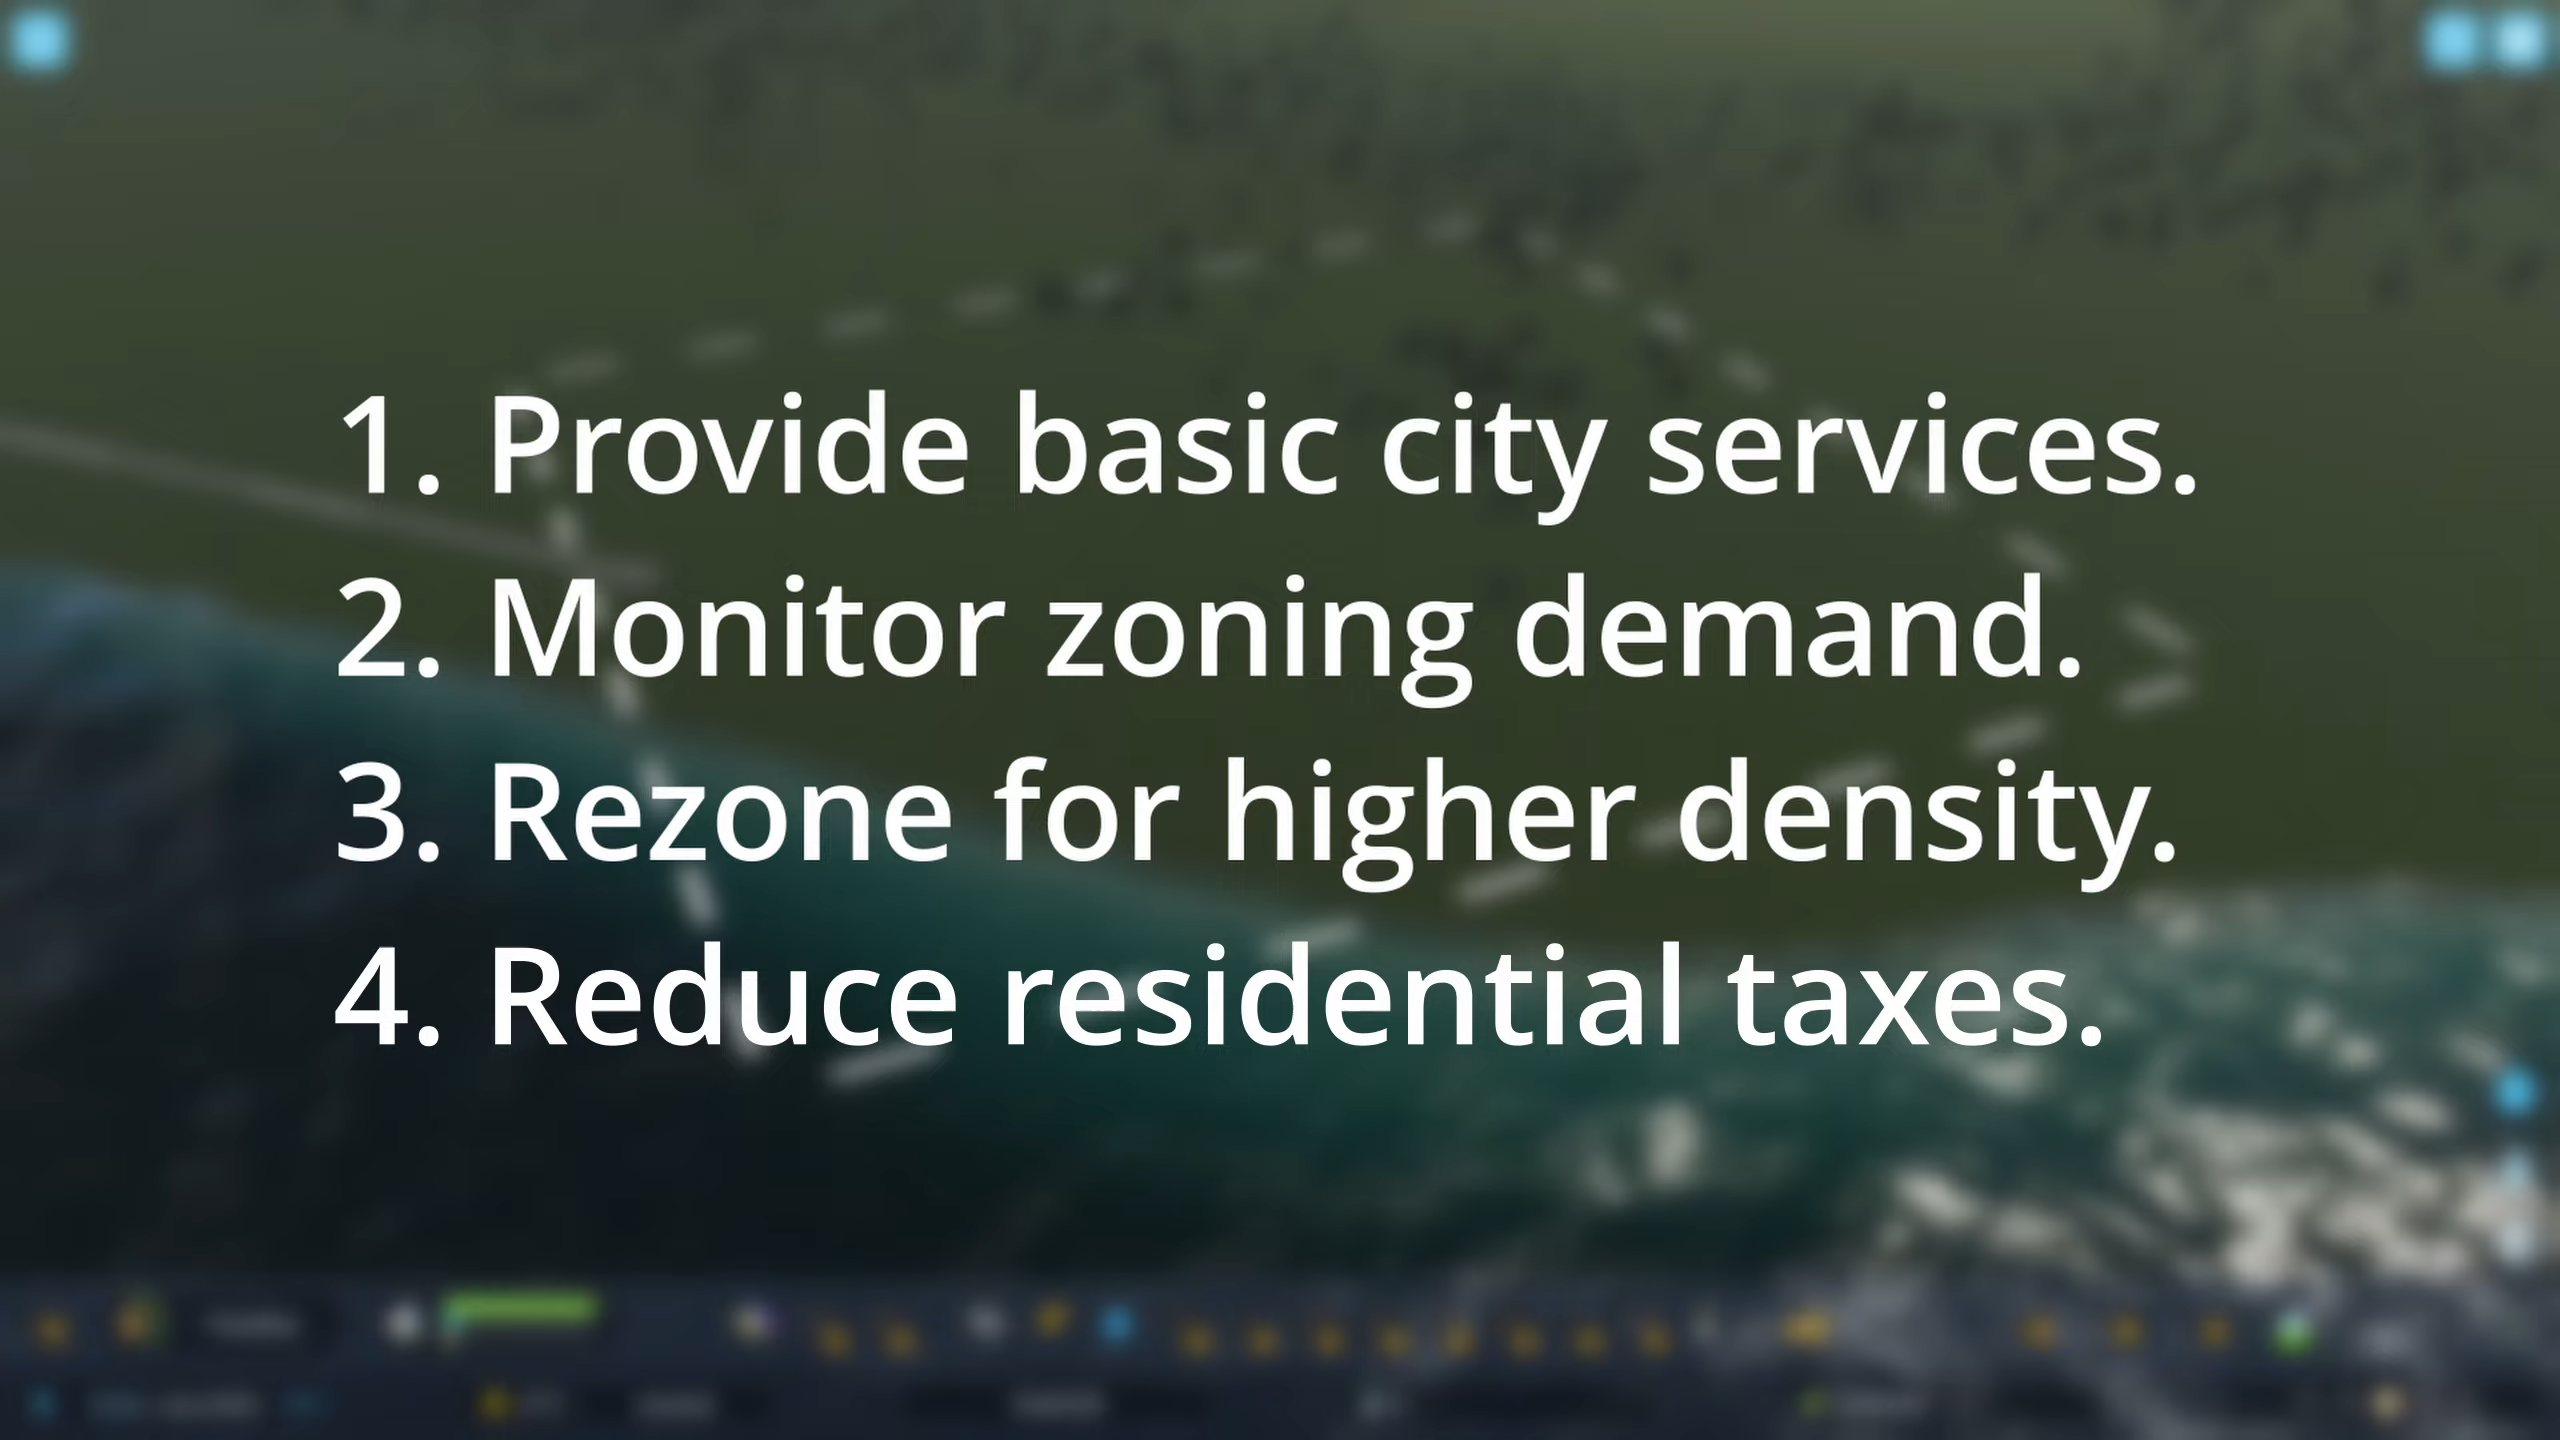 1. Provide basic city services.
2. Monitor zoning demand.
3. Rezone for higher density.
4. Reduce residential taxes.